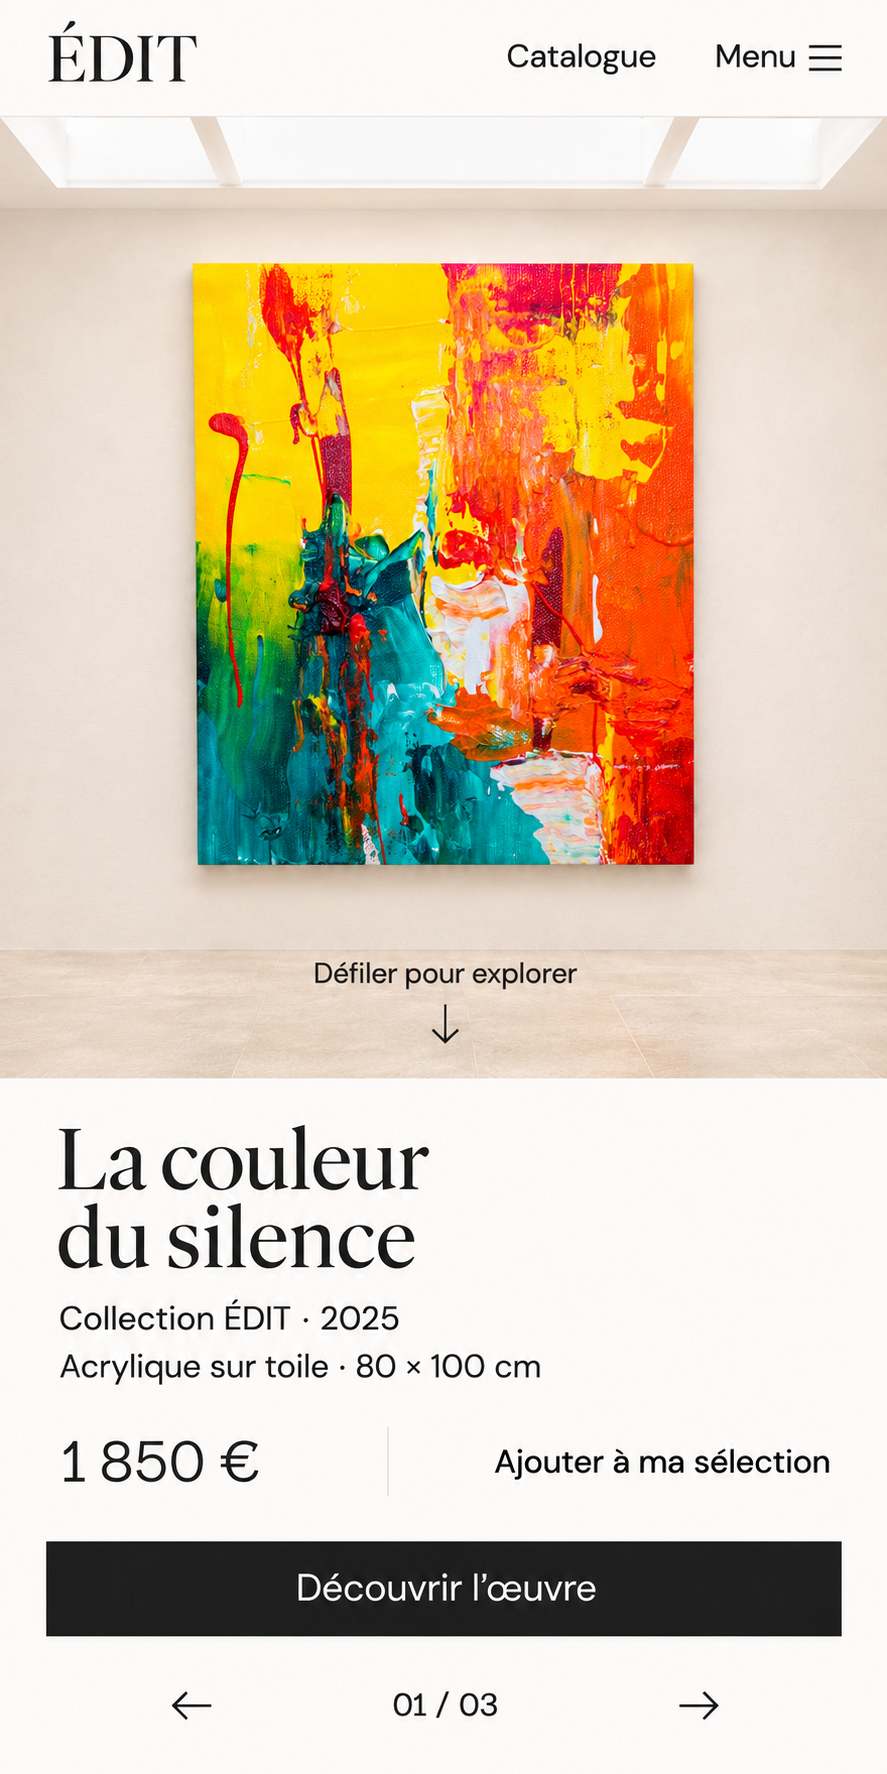 ÉDIT
Catalogue
Menu
Défiler pour explorer
La couleur
du silence
Collection ÉDIT · 2025
Acrylique sur toile · 80 × 100 cm
1 850 €
Ajouter à ma sélection
Découvrir l’œuvre
01 / 03